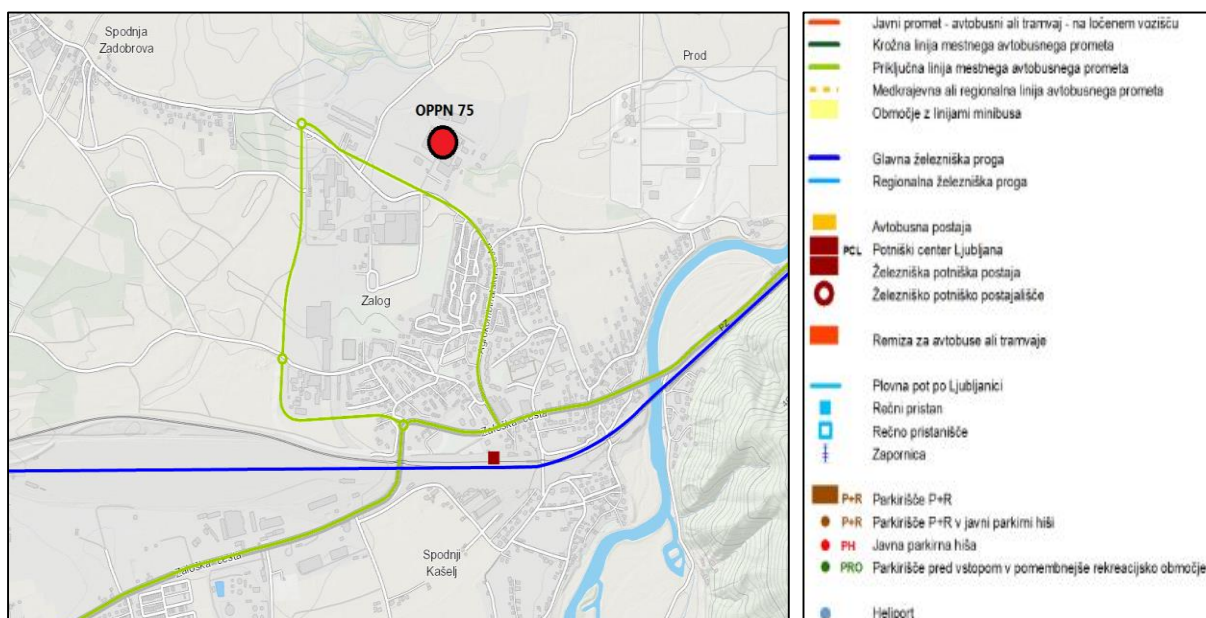 Spodnja
Zadobrova
Prod
OPPN 75
Zalog
Zaloška cesta
Spodnji
Kašelj
Zaloška cesta
Javni promet - avtobusni ali tramvaj - na ločenem vozišču
Krožna linija mestnega avtobusnega prometa
Priključna linija mestnega avtobusnega prometa
Medkrajevna ali regionalna linija avtobusnega prometa
Območje z linijami minibusa
Glavna železniška proga
Regionalna železniška proga
Avtobusna postaja
PCL Potniški center Ljubljana
Železniška potniška postaja
Železniško potniško postajališče
Remiza za avtobuse ali tramvaje
Plovna pot po Ljubljanici
Rečni pristan
Rečno pristanišče
Zapornica
P+R Parkirišče P+R
P+R Parkirišče P+R v javni parkirni hiši
PH Javna parkirna hiša
PRO Parkirišče pred vstopom v pomembnejše rekreacijsko območje
Heliport